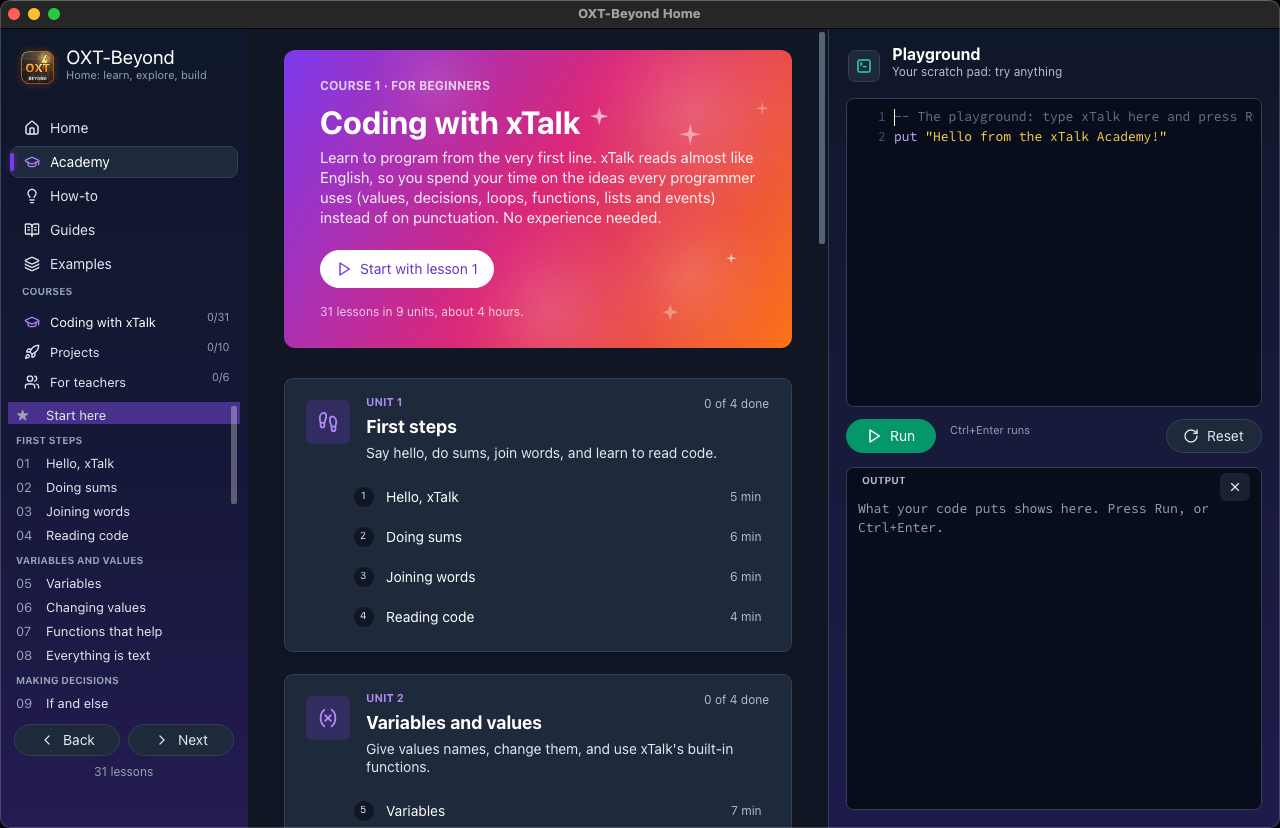 OXT-Beyond Home
OXT
BEYOND
OXT-Beyond
Home: learn, explore, build
Home
Academy
How-to
Guides
Examples
COURSES
Coding with xTalk 0/31
Projects 0/10
For teachers 0/6
Start here
FIRST STEPS
01 Hello, xTalk
02 Doing sums
03 Joining words
04 Reading code
VARIABLES AND VALUES
05 Variables
06 Changing values
07 Functions that help
08 Everything is text
MAKING DECISIONS
09 If and else
Back Next
31 lessons
COURSE 1 · FOR BEGINNERS
Coding with xTalk
Learn to program from the very first line. xTalk reads almost like
English, so you spend your time on the ideas every programmer
uses (values, decisions, loops, functions, lists and events)
instead of on punctuation. No experience needed.
Start with lesson 1
31 lessons in 9 units, about 4 hours.
UNIT 1 0 of 4 done
First steps
Say hello, do sums, join words, and learn to read code.
1 Hello, xTalk 5 min
2 Doing sums 6 min
3 Joining words 6 min
4 Reading code 4 min
UNIT 2 0 of 4 done
Variables and values
Give values names, change them, and use xTalk's built-in
functions.
5 Variables 7 min
Playground
Your scratch pad: try anything
1 -- The playground: type xTalk here and press R
2 put "Hello from the xTalk Academy!"
Run Ctrl+Enter runs Reset
OUTPUT
What your code puts shows here. Press Run, or
Ctrl+Enter.